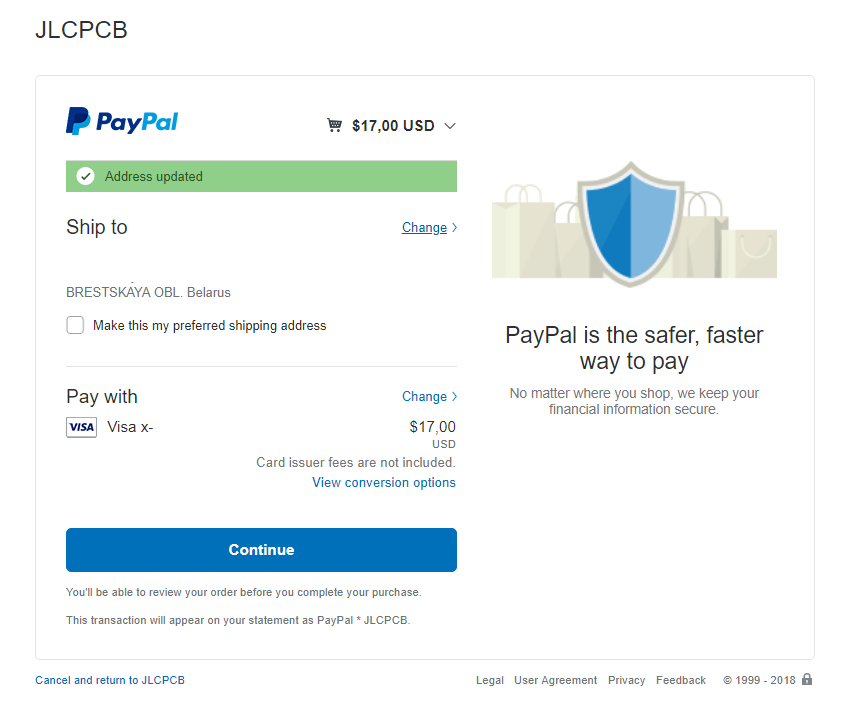 JLCPCB
PayPal
$17,00 USD
Address updated
Ship to
Change
BRESTSKAYA OBL. Belarus
Make this my preferred shipping address
Pay with
Change
VISA
Visa x-
$17,00
USD
Card issuer fees are not included.
View conversion options
Continue
You'll be able to review your order before you complete your purchase.
This transaction will appear on your statement as PayPal * JLCPCB.
PayPal is the safer, faster
way to pay
No matter where you shop, we keep your
financial information secure.
Cancel and return to JLCPCB
Legal User Agreement Privacy Feedback © 1999 - 2018